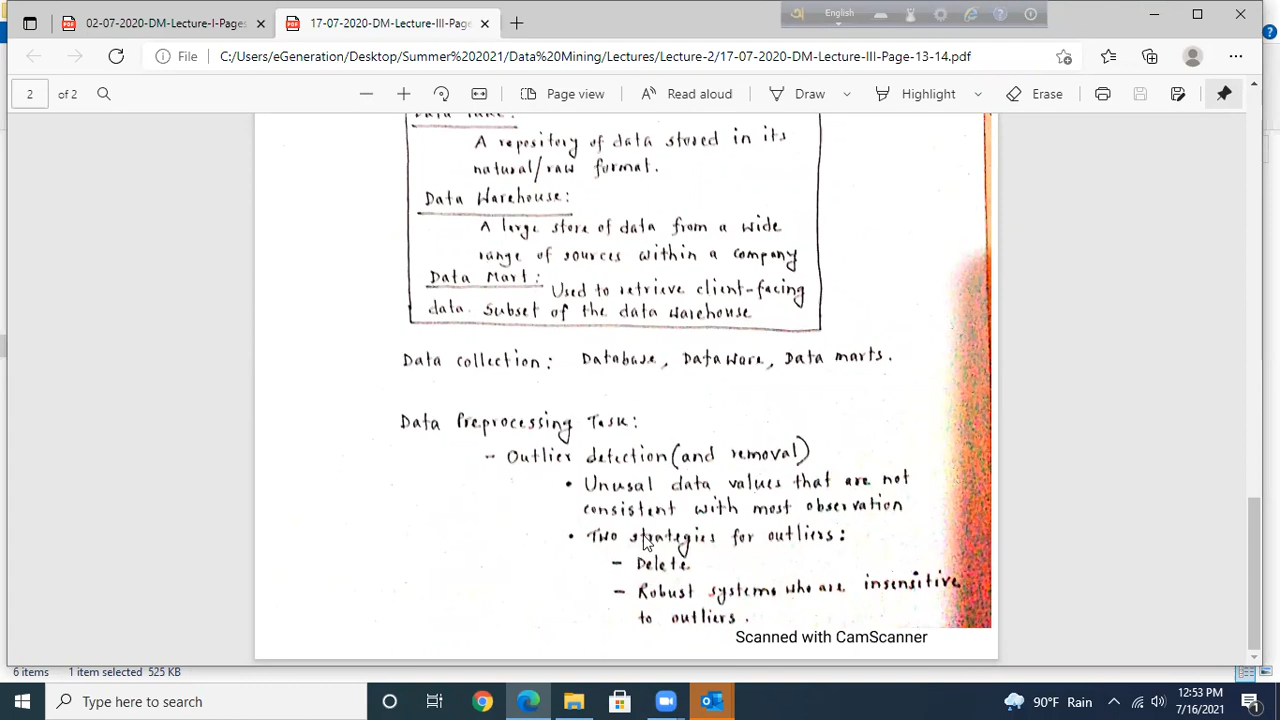 02-07-2020-DM-Lecture-I-Pages
17-07-2020-DM-Lecture-III-Page
English
File
C:/Users/eGeneration/Desktop/Summer%202021/Data%20Mining/Lectures/Lecture-2/17-07-2020-DM-Lecture-III-Page-13-14.pdf
2 of 2
Page view
Read aloud
Draw
Highlight
Erase
A repository of data stored in its
natural/raw format.
Data Warehouse:
A large store of data from a wide
range of sources within a company
Data Mart: Used to retrieve client-facing
data. Subset of the data warehouse
Data collection: Database, Dataware, Data marts.
Data Preprocessing Task:
- Outlier detection (and removal)
• Unusal data values that are not
consistent with most observation
• Two strategies for outliers:
- Delete
- Robust systems who are insensitive
to outliers.
Scanned with CamScanner
6 items 1 item selected 525 KB
Type here to search
90°F Rain
12:53 PM
7/16/2021
1